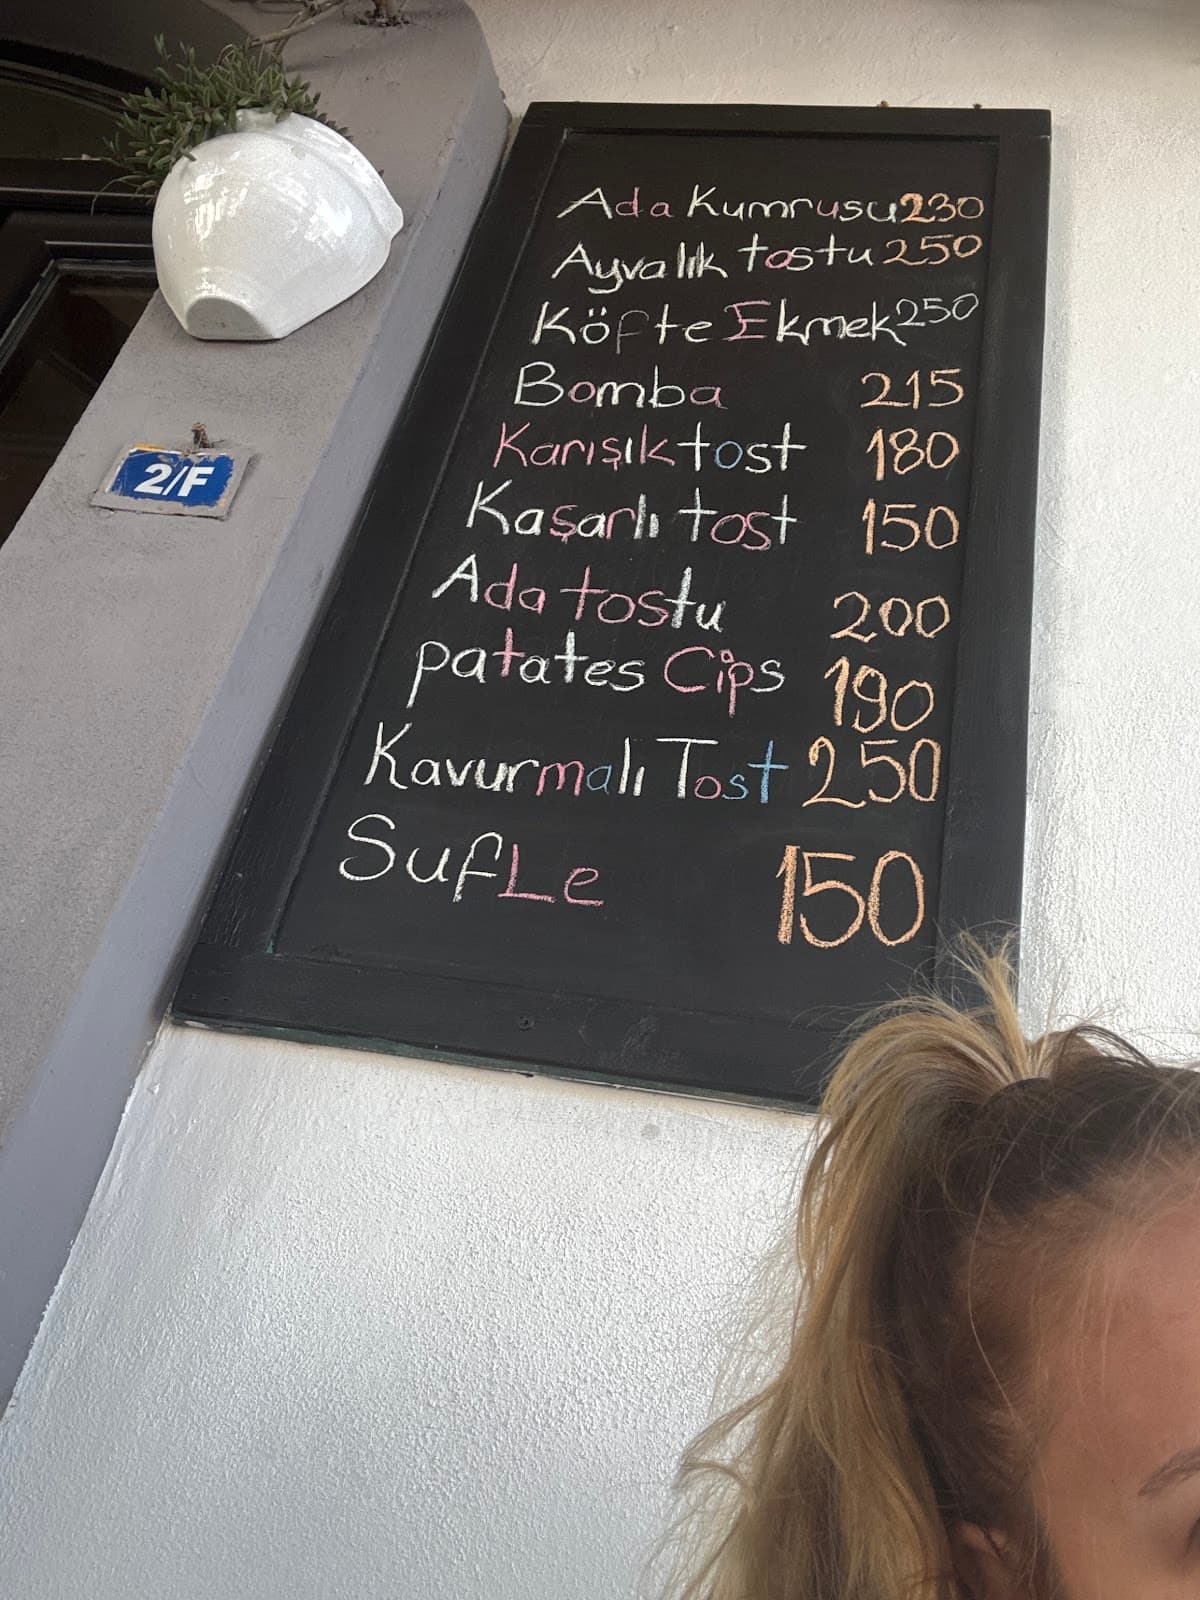 Ada Kumrusu 230
Ayvalık tostu 250
Köfte Ekmek 250
Bomba 215
Karışık tost 180
Kaşarlı tost 150
Ada tostu 200
patates Cips 190
Kavurmalı Tost 250
SufLe 150
2/F